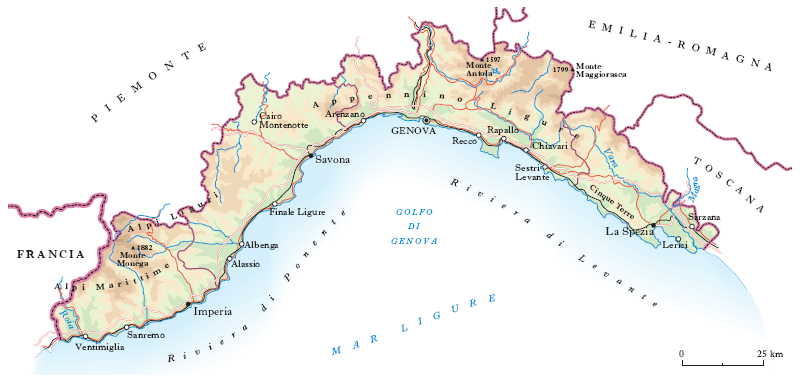 EMILIA-ROMAGNA
PIEMONTE
1597
Monte
Antola
1799
Monte
Maggiorasca
Appennino Ligure
Cairo
Montenotte
Arenzano
GENOVA
Recco
Rapallo
Chiavari
Savona
Sestri
Levante
Vara
TOSCANA
Magra
Cinque Terre
Sarzana
La Spezia
Lerici
Alpi Liguri
Finale Ligure
GOLFO
DI
GENOVA
Riviera di Levante
Riviera di Ponente
FRANCIA
1882
Monte
Monega
Albenga
Alassio
Alpi Marittime
Imperia
Roia
Sanremo
Ventimiglia
MAR LIGURE
0 25 km